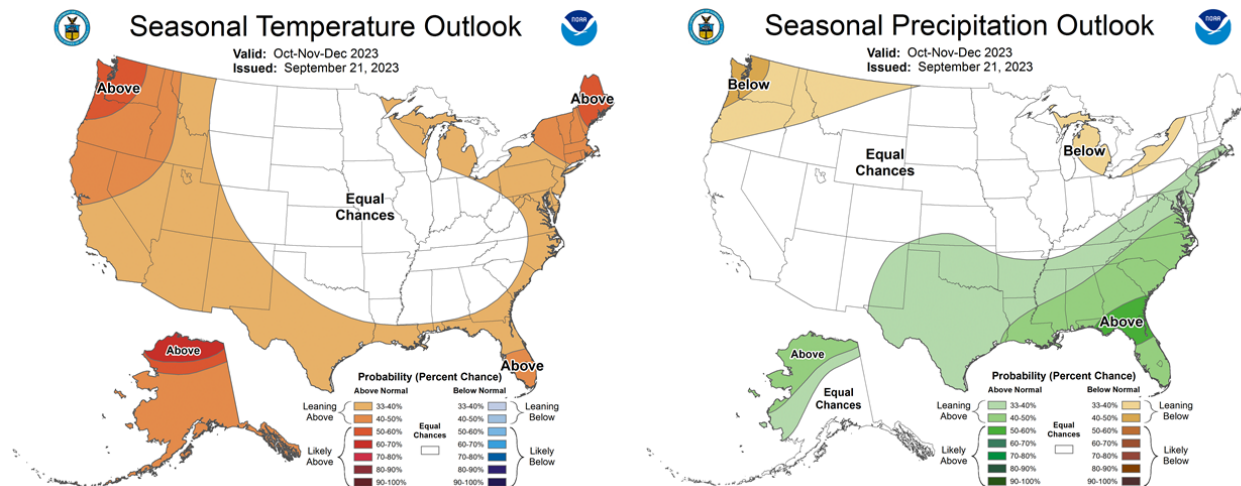 Seasonal Temperature Outlook
NOAA
Valid: Oct-Nov-Dec 2023
Issued: September 21, 2023
Above
Above
Equal
Chances
Above
Above
Probability (Percent Chance)
Above Normal
Below Normal
Leaning
Above
33-40%
40-50%
50-60%
60-70%
70-80%
80-90%
90-100%
Likely
Above
Equal
Chances
33-40%
40-50%
50-60%
60-70%
70-80%
80-90%
90-100%
Leaning
Below
Likely
Below
Seasonal Precipitation Outlook
NOAA
Valid: Oct-Nov-Dec 2023
Issued: September 21, 2023
Below
Below
Equal
Chances
Above
Above
Equal
Chances
Probability (Percent Chance)
Above Normal
Below Normal
Leaning
Above
33-40%
40-50%
50-60%
60-70%
70-80%
80-90%
90-100%
Likely
Above
Equal
Chances
33-40%
40-50%
50-60%
60-70%
70-80%
80-90%
90-100%
Leaning
Below
Likely
Below